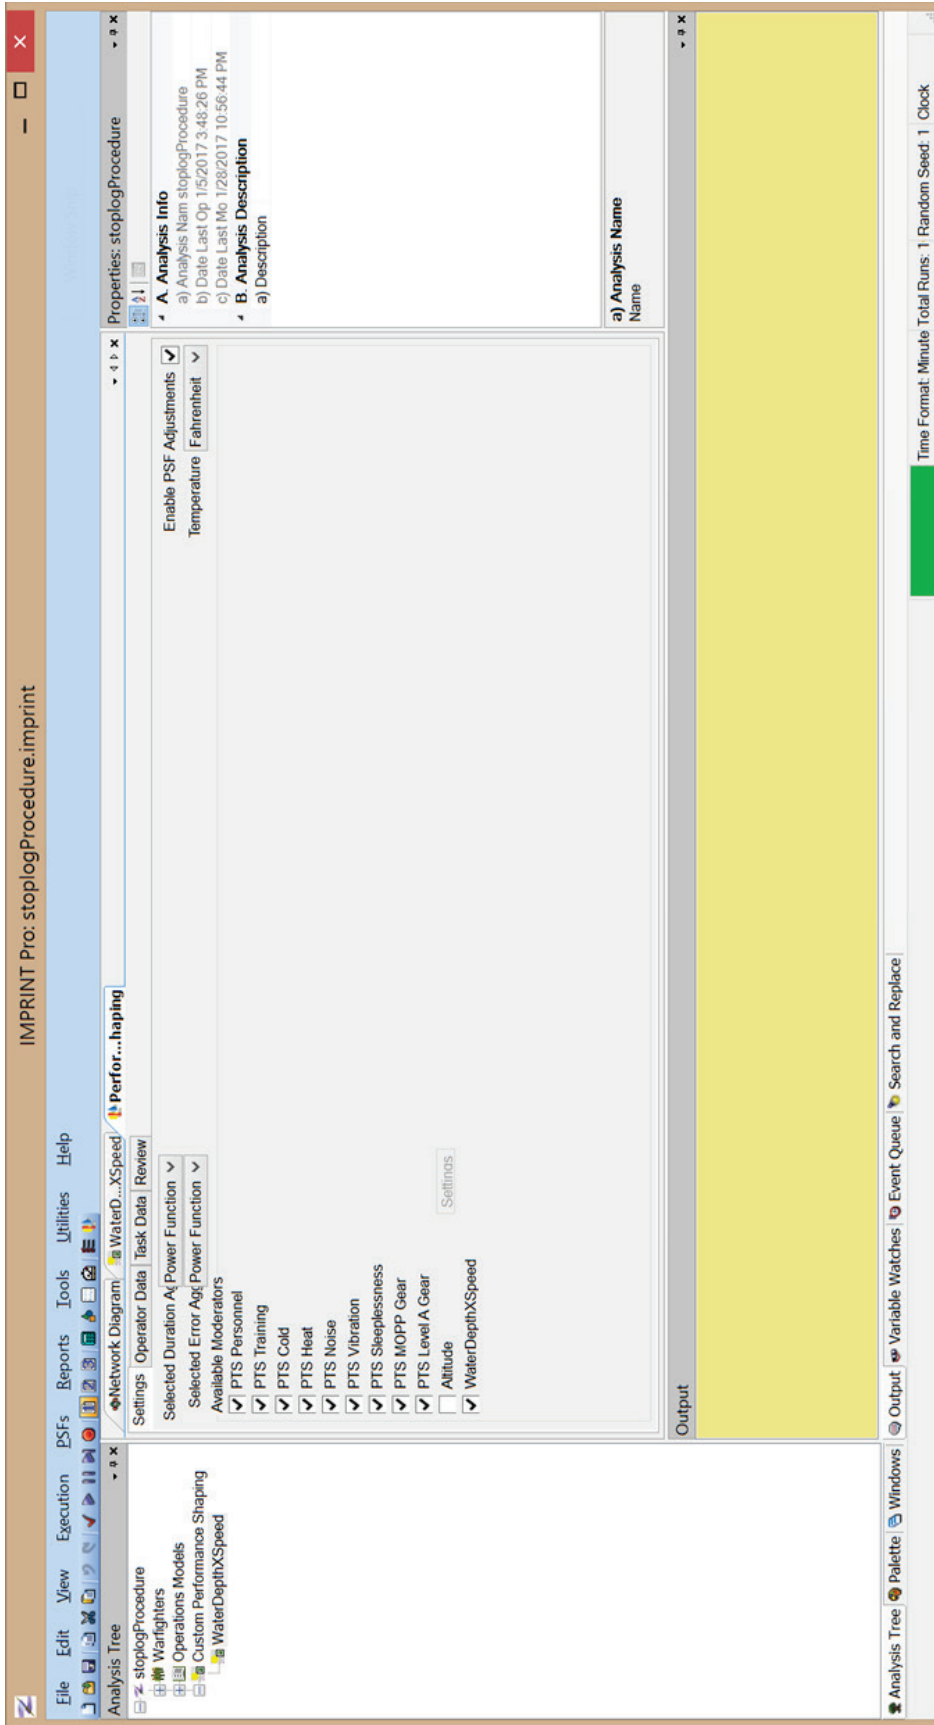 IMPRINT Pro: stoplogProcedure.imprint
File Edit View Execution PSFs Reports Tools Utilities Help
Analysis Tree
stoplogProcedure
Warfighters
Operations Models
Custom Performance Shaping
WaterDepthXSpeed
Network Diagram WaterD...XSpeed Perfor...haping
Settings Operator Data Task Data Review
Selected Duration Ag Power Function
Enable PSF Adjustments
Selected Error Agg Power Function
Temperature Fahrenheit
Available Moderators
PTS Personnel
PTS Training
PTS Cold
PTS Heat
PTS Noise
PTS Vibration
PTS Sleeplessness
PTS MOPP Gear
PTS Level A Gear
Altitude Settings
WaterDepthXSpeed
Properties: stoplogProcedure
A. Analysis Info
a) Analysis Nam stoplogProcedure
b) Date Last Op 1/5/2017 3:48:26 PM
c) Date Last Mo 1/28/2017 10:56:44 PM
B. Analysis Description
a) Description
a) Analysis Name
Name
Output
Analysis Tree Palette Windows
Output Variable Watches Event Queue Search and Replace
Time Format: Minute Total Runs: 1 Random Seed: 1 Clock